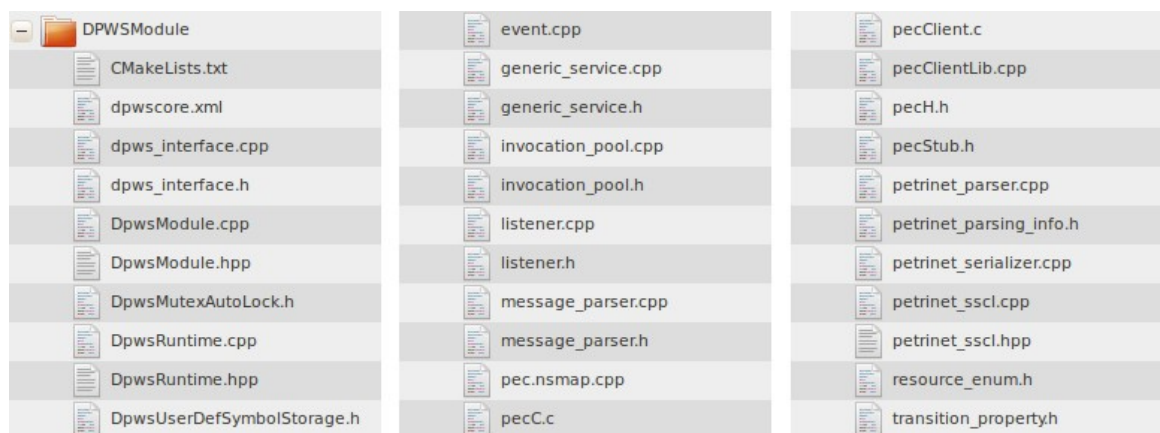 DPWSModule
CMakeLists.txt
dpwscore.xml
dpws_interface.cpp
dpws_interface.h
DpwsModule.cpp
DpwsModule.hpp
DpwsMutexAutoLock.h
DpwsRuntime.cpp
DpwsRuntime.hpp
DpwsUserDefSymbolStorage.h
event.cpp
generic_service.cpp
generic_service.h
invocation_pool.cpp
invocation_pool.h
listener.cpp
listener.h
message_parser.cpp
message_parser.h
pec.nsmap.cpp
pecC.c
pecClient.c
pecClientLib.cpp
pecH.h
pecStub.h
petrinet_parser.cpp
petrinet_parsing_info.h
petrinet_serializer.cpp
petrinet_sscl.cpp
petrinet_sscl.hpp
resource_enum.h
transition_property.h